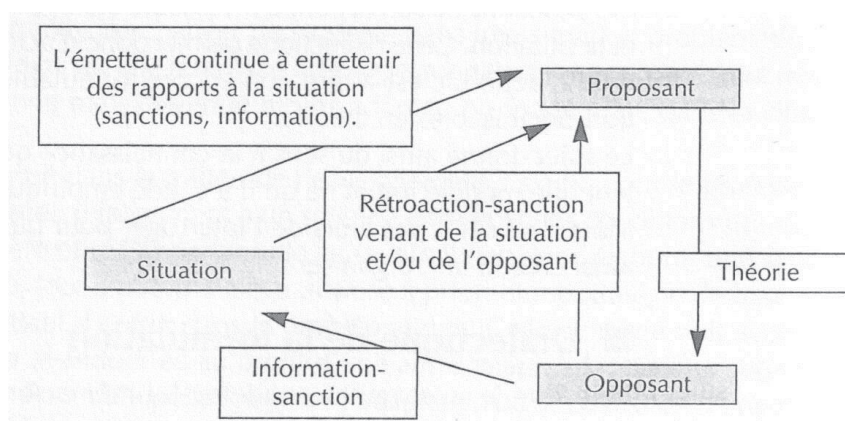 L'émetteur continue à entretenir
des rapports à la situation
(sanctions, information).
Proposant
Rétroaction-sanction
venant de la situation
et/ou de l'opposant
Situation
Théorie
Information-
sanction
Opposant